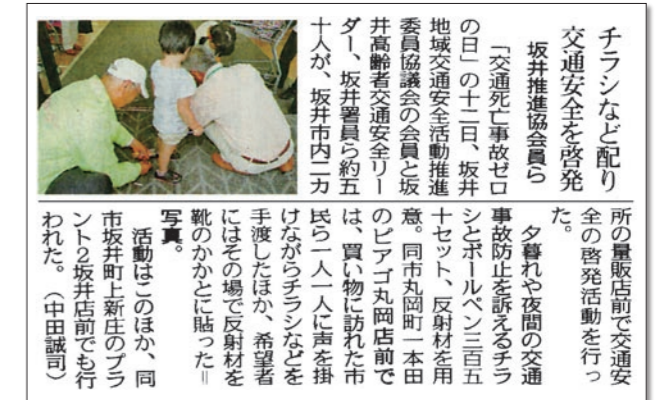 チラシなど配り
交通安全を啓発
坂井推進協会員ら
「交通死亡事故ゼロ
の日」の十二日、坂井
地域交通安全活動推進
委員協議会の会員と坂
井高齢者交通安全リー
ダー、坂井署員ら約五
十人が、坂井市内二カ
所の量販店前で交通安
全の啓発活動を行っ
た。
夕暮れや夜間の交通
事故防止を訴えるチラ
シとボールペン三百五
十セット、反射材を用
意。同市丸岡町一本田
のピアゴ丸岡店前で
は、買い物に訪れた市
民ら一人一人に声を掛
けながらチラシなどを
手渡したほか、希望者
にはその場で反射材を
靴のかかとに貼った＝
写真。
活動はこのほか、同
市坂井町上新庄のプラ
ント2坂井店前でも行
われた。（中田誠司）